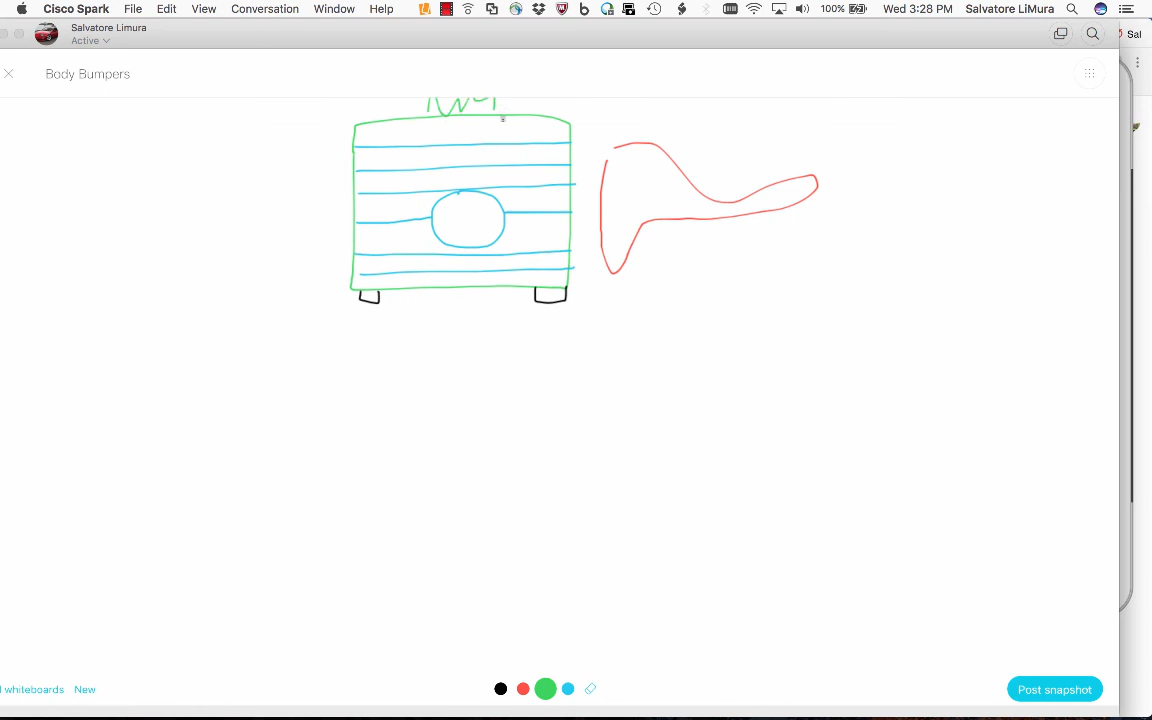 Cisco Spark File Edit View Conversation Window Help 100% Wed 3:28 PM Salvatore LiMura
Salvatore Limura
Active
Sal
Body Bumpers
whiteboards New
Post snapshot